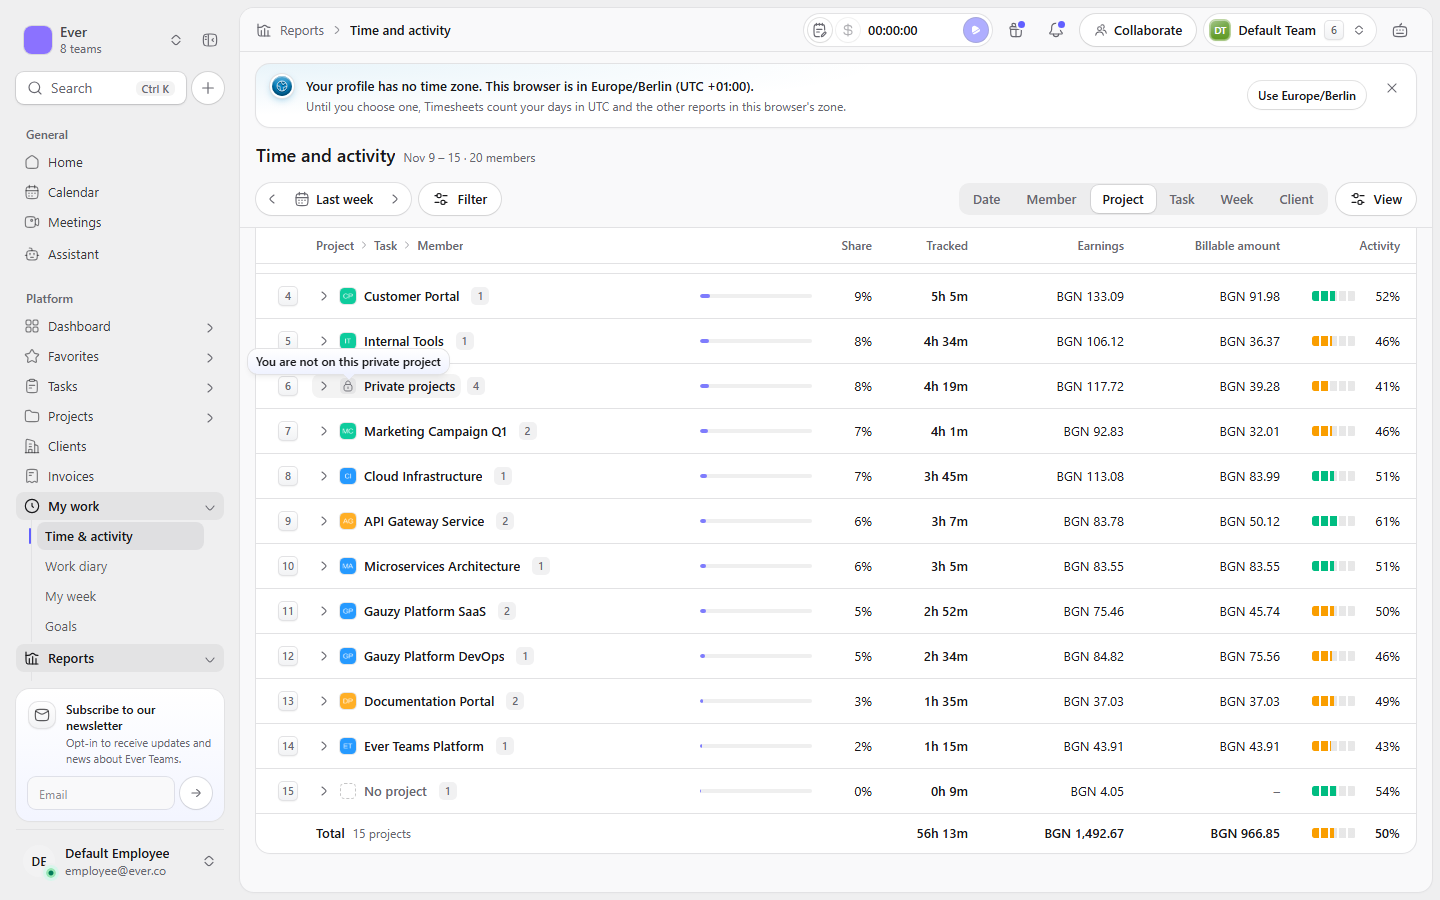 Ever
8 teams
Search
Ctrl K
General
Home
Calendar
Meetings
Assistant
Platform
Dashboard
Favorites
Tasks
Projects
Clients
Invoices
My work
Time & activity
Work diary
My week
Goals
Reports
Subscribe to our
newsletter
Opt-in to receive updates and
news about Ever Teams.
Email
DE
Default Employee
employee@ever.co
Reports
Time and activity
00:00:00
Collaborate
DT
Default Team
6
Your profile has no time zone. This browser is in Europe/Berlin (UTC +01:00).
Until you choose one, Timesheets count your days in UTC and the other reports in this browser's zone.
Use Europe/Berlin
Time and activity
Nov 9 – 15 · 20 members
Last week
Filter
Date
Member
Project
Task
Week
Client
View
Project > Task > Member
Share
Tracked
Earnings
Billable amount
Activity
4 CP Customer Portal 1 9% 5h 5m BGN 133.09 BGN 91.98 52%
5 IT Internal Tools 1 8% 4h 34m BGN 106.12 BGN 36.37 46%
You are not on this private project
6 Private projects 4 8% 4h 19m BGN 117.72 BGN 39.28 41%
7 MC Marketing Campaign Q1 2 7% 4h 1m BGN 92.83 BGN 32.01 46%
8 CI Cloud Infrastructure 1 7% 3h 45m BGN 113.08 BGN 83.99 51%
9 AG API Gateway Service 2 6% 3h 7m BGN 83.78 BGN 50.12 61%
10 MA Microservices Architecture 1 6% 3h 5m BGN 83.55 BGN 83.55 51%
11 GP Gauzy Platform SaaS 2 5% 2h 52m BGN 75.46 BGN 45.74 50%
12 GP Gauzy Platform DevOps 1 5% 2h 34m BGN 84.82 BGN 75.56 46%
13 DP Documentation Portal 2 3% 1h 35m BGN 37.03 BGN 37.03 49%
14 ET Ever Teams Platform 1 2% 1h 15m BGN 43.91 BGN 43.91 43%
15 No project 1 0% 0h 9m BGN 4.05 – 54%
Total 15 projects 56h 13m BGN 1,492.67 BGN 966.85 50%